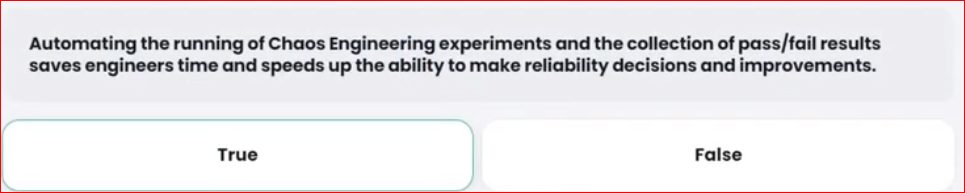 Automating the running of Chaos Engineering experiments and the collection of pass/fail results
saves engineers time and speeds up the ability to make reliability decisions and improvements.
True
False